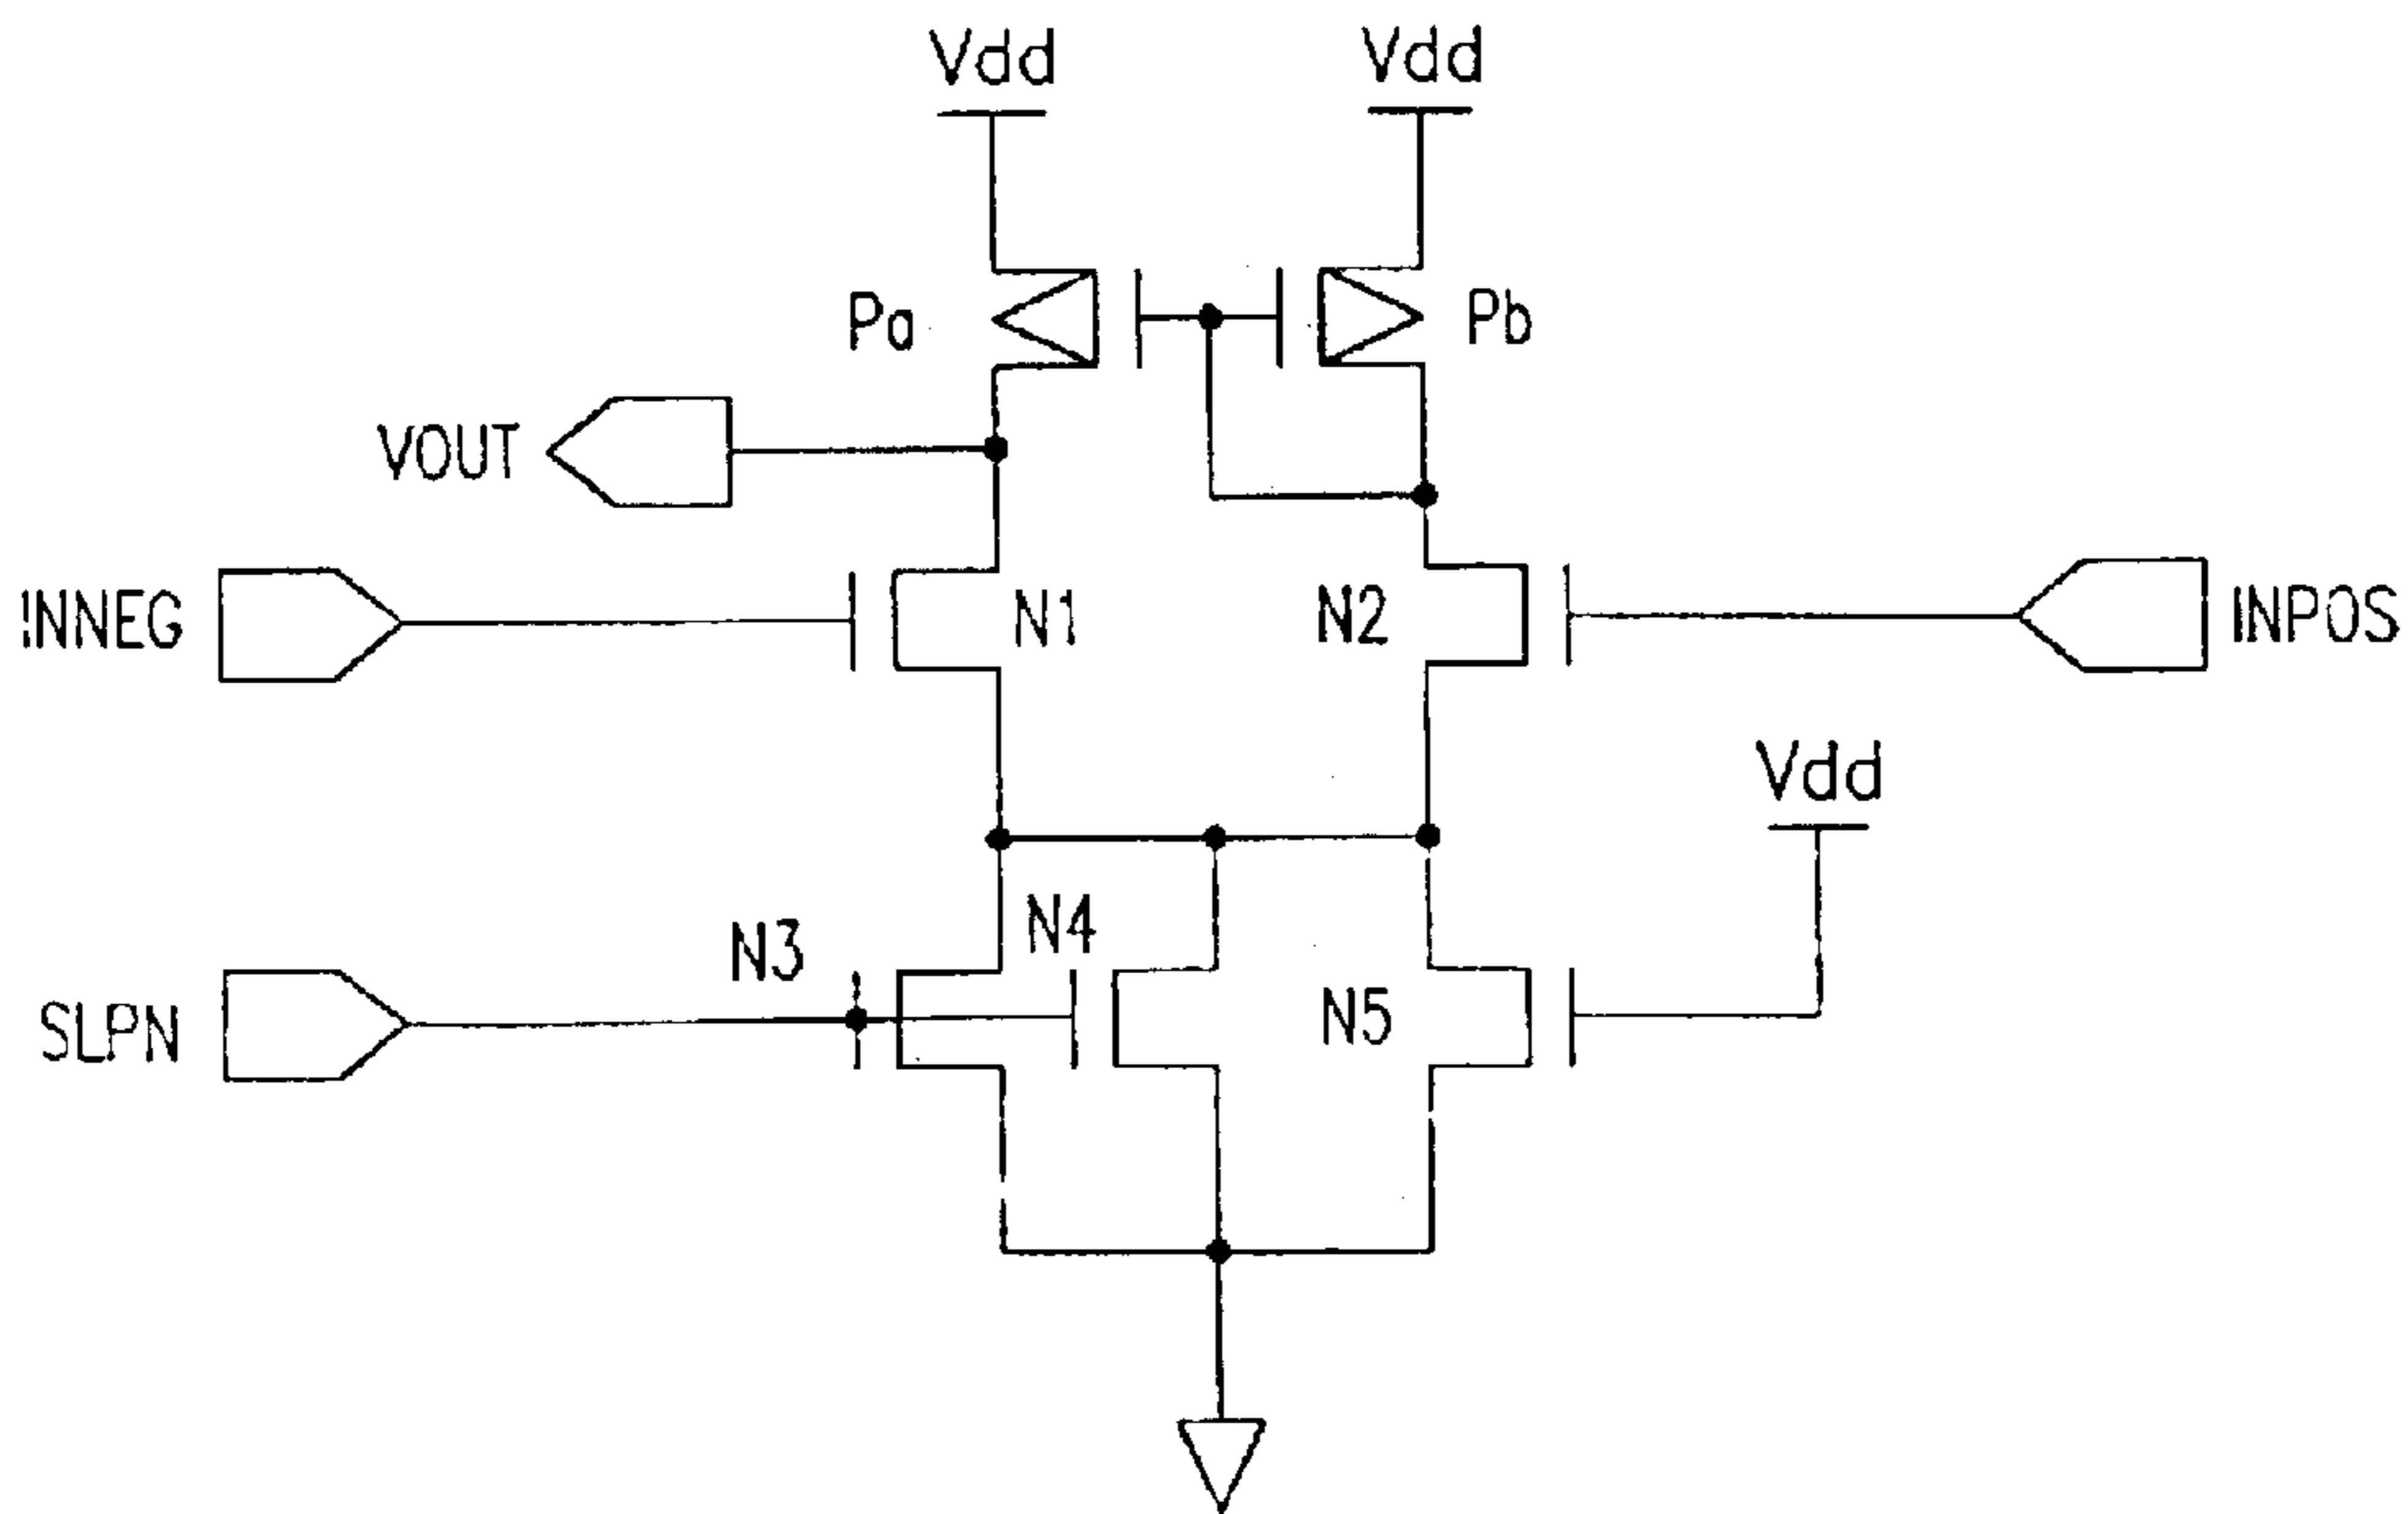 Vdd
Vdd
Pa
Pb
VOUT
INNEG
N1
N2
INPOS
Vdd
N3
N4
SLPN
N5